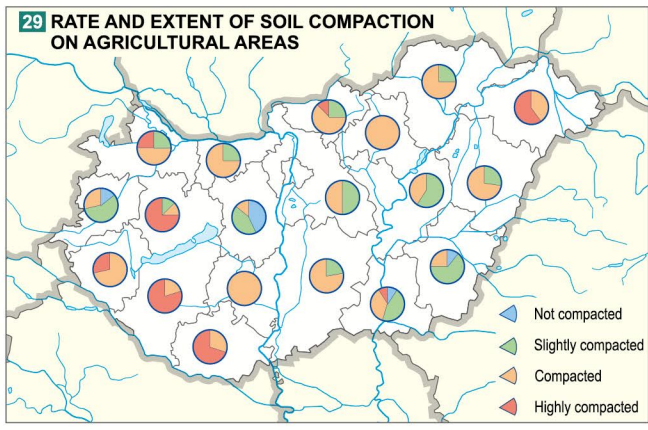 29 RATE AND EXTENT OF SOIL COMPACTION
ON AGRICULTURAL AREAS
Not compacted
Slightly compacted
Compacted
Highly compacted